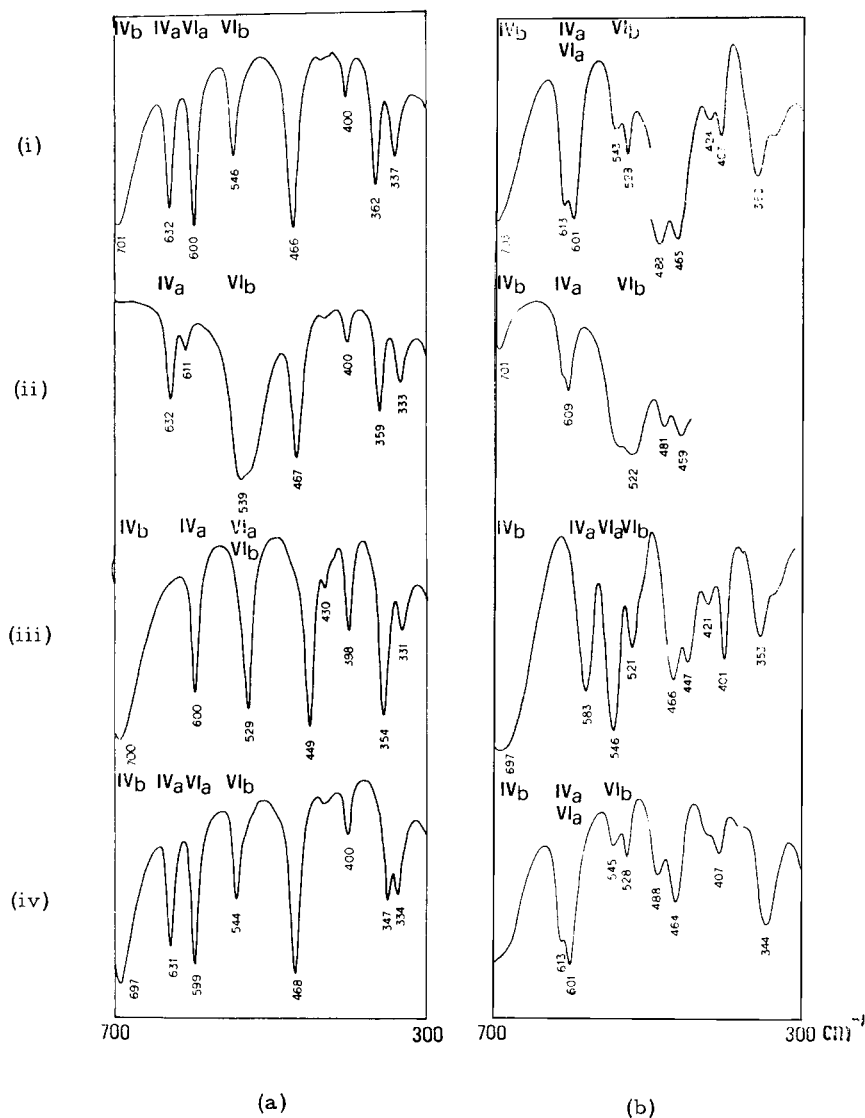 IVb IVa VIa VIb
IVb IVa VIb
VIa
(i)
701 632 600 546 466 400 362 337
613 601 543 528 488 465 424
IVa VIb
IVb IVa VIb
(ii)
632 611 539 467 400 359 333
701 609 522 481 459
IVb IVa VIa
VIb
IVb IVa VIa VIb
(iii)
700 600 529 449 430 398 354 331
697 583 546 521 466 447 421 401 353
IVb IVa VIa VIb
IVb IVa VIb
VIa
(iv)
697 631 599 544 468 400 347 334
613 601 545 528 488 464 407 344
700 300 700 300 cm⁻¹
(a) (b)